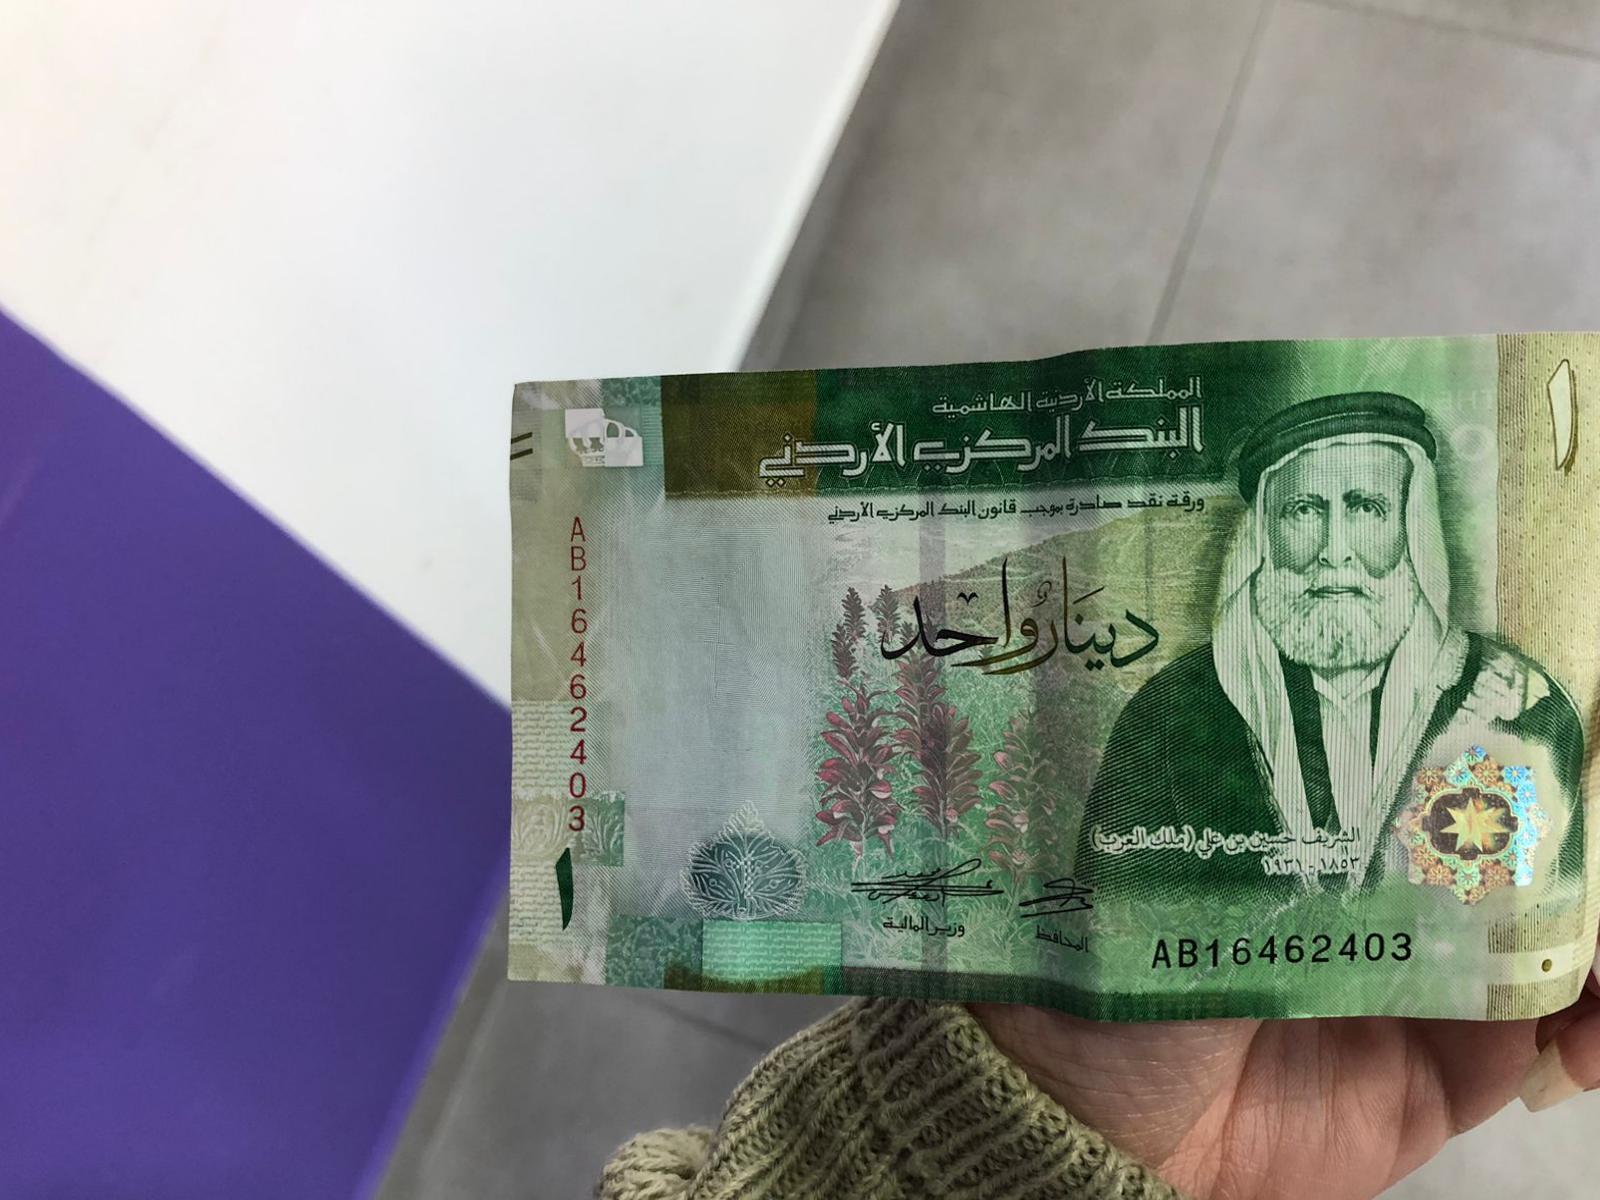 المملكة الأردنية الهاشمية
البنك المركزي الأردني
ورقة نقد صادرة بموجب قانون البنك المركزي الأردني
دينار واحد
١
AB16462403
١
الشريف حسين بن علي (ملك العرب)
١٨٥٣ - ١٩٣١
وزير المالية
المحافظ
AB16462403